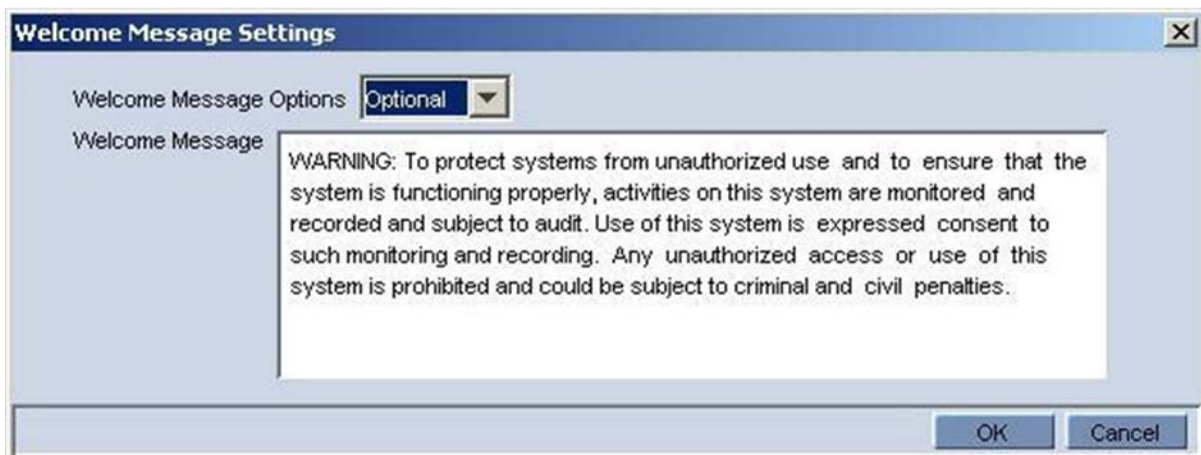 Welcome Message Settings
Welcome Message Options Optional
Welcome Message
WARNING: To protect systems from unauthorized use and to ensure that the
system is functioning properly, activities on this system are monitored and
recorded and subject to audit. Use of this system is expressed consent to
such monitoring and recording. Any unauthorized access or use of this
system is prohibited and could be subject to criminal and civil penalties.
OK Cancel